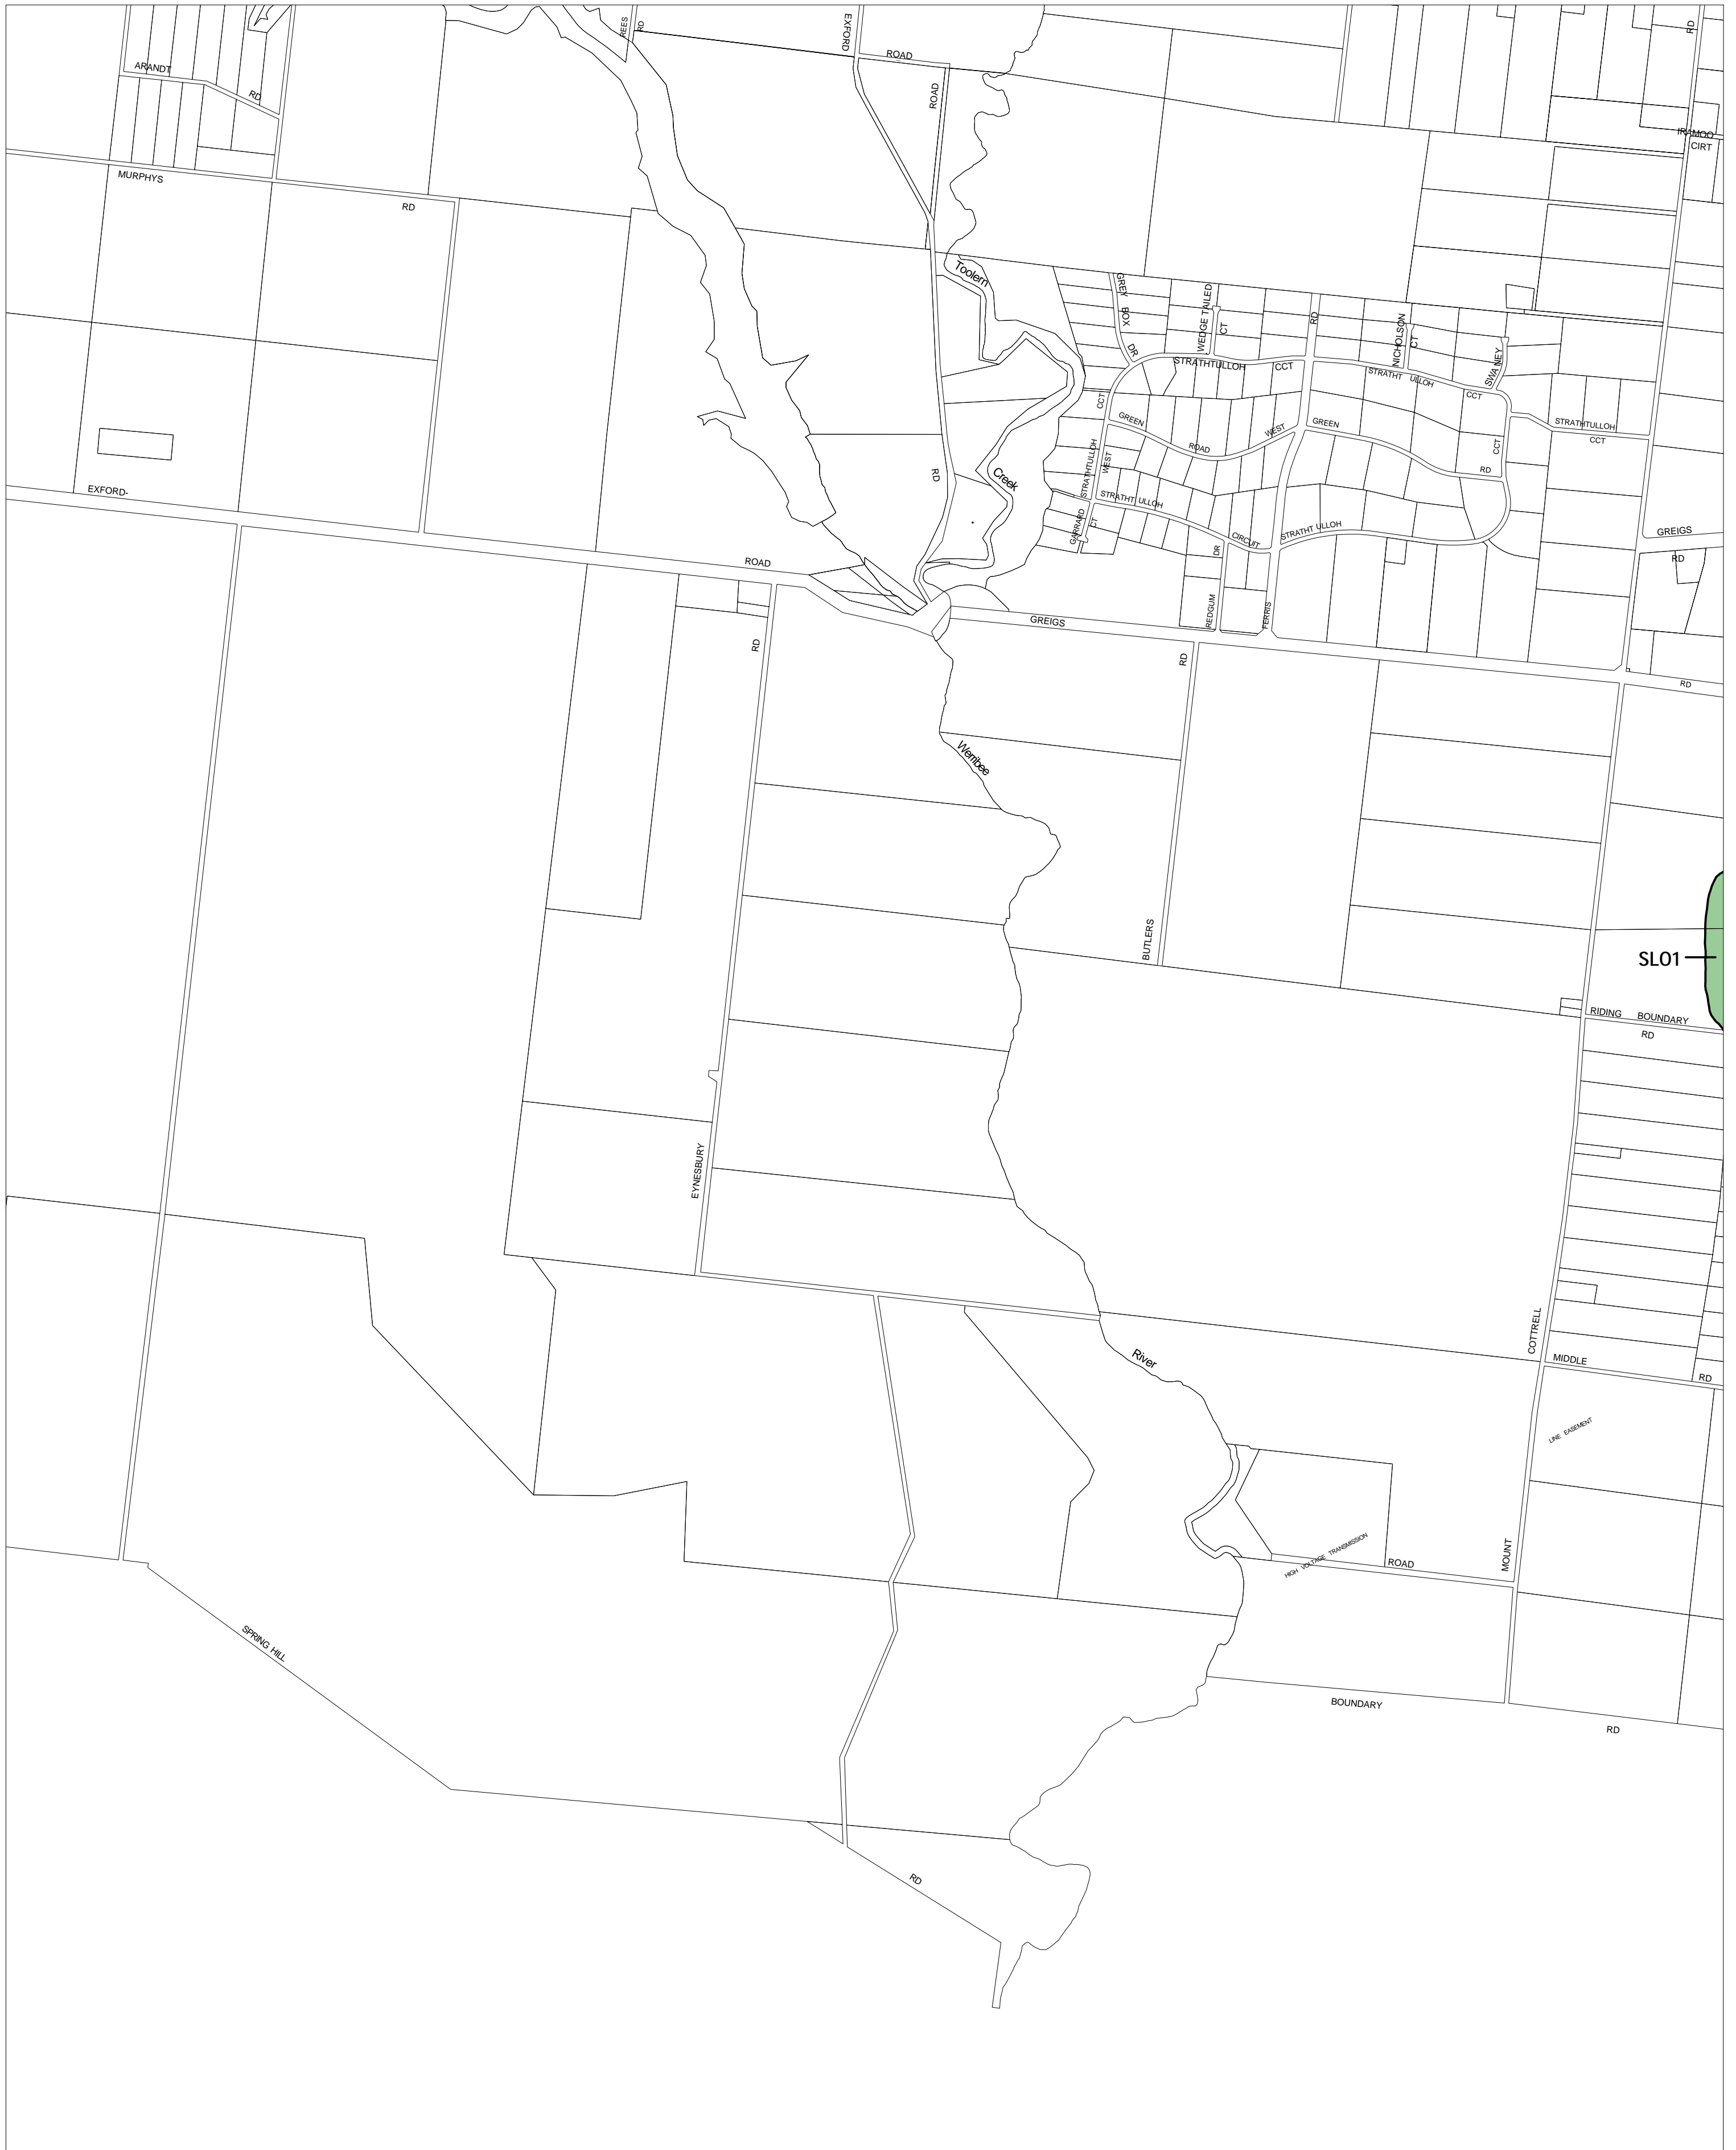 REES
RD
EXFORD
ROAD
ROAD
RD
ARANDT
RD
IRAMOO
CIRT
MURPHYS
RD
Toolern
GREY BOX
DR
WEDGE TAILED
CT
RD
NICHOLSON
CT
SWANEY
STRATHTULLOH
CCT
STRATHT ULLOH
CCT
CCT
GREEN
ROAD
WEST
GREEN
RD
CCT
STRATHTULLOH
CCT
STRATHTULLOH
WEST
RD
Creek
STRATHT ULLOH
GARRARD
CT
CIRCUIT
STRATHT ULLOH
DR
REDGUM
FERRIS
GREIGS
RD
EXFORD-
ROAD
GREIGS
RD
RD
RD
Werribee
BUTLERS
SLO1
RIDING BOUNDARY
RD
EYNESBURY
COTTRELL
MIDDLE
RD
River
LINE EASEMENT
HIGH VOLTAGE TRANSMISSION
ROAD
MOUNT
SPRING HILL
BOUNDARY
RD
RD